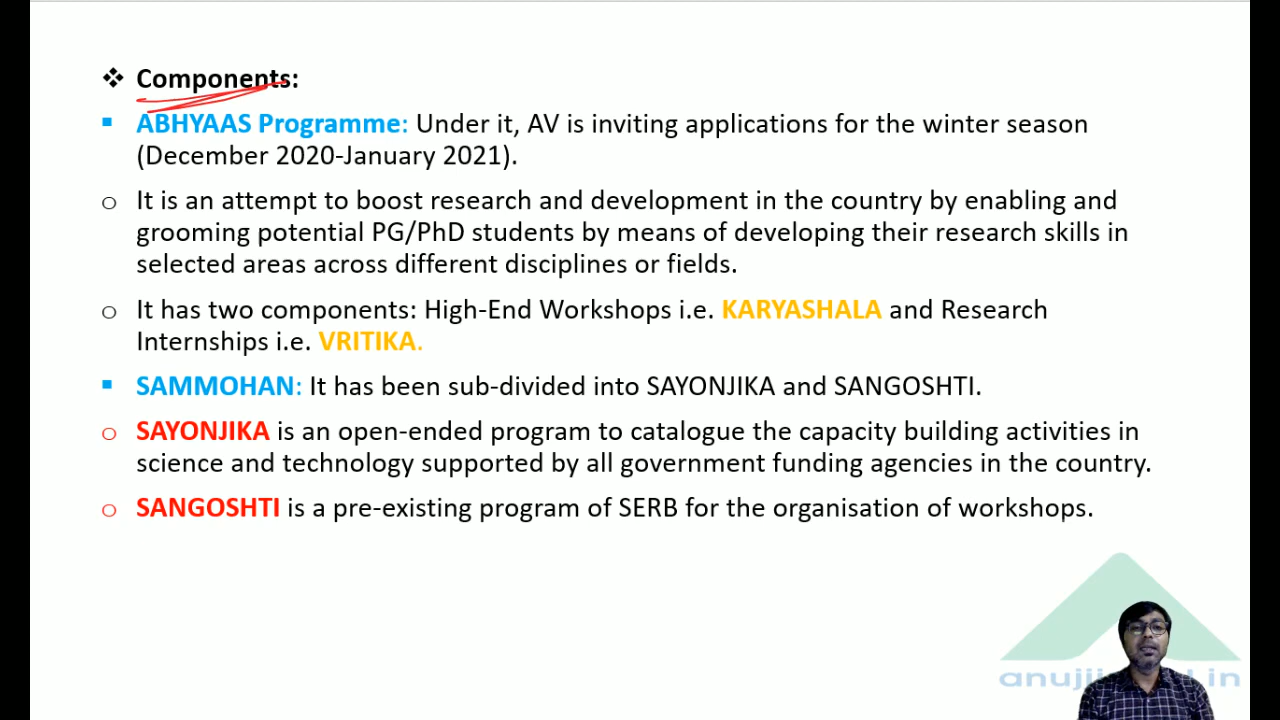 ❖ Components:
▪ ABHYAAS Programme: Under it, AV is inviting applications for the winter season
(December 2020-January 2021).
o It is an attempt to boost research and development in the country by enabling and
grooming potential PG/PhD students by means of developing their research skills in
selected areas across different disciplines or fields.
o It has two components: High-End Workshops i.e. KARYASHALA and Research
Internships i.e. VRITIKA.
▪ SAMMOHAN: It has been sub-divided into SAYONJIKA and SANGOSHTI.
o SAYONJIKA is an open-ended program to catalogue the capacity building activities in
science and technology supported by all government funding agencies in the country.
o SANGOSHTI is a pre-existing program of SERB for the organisation of workshops.